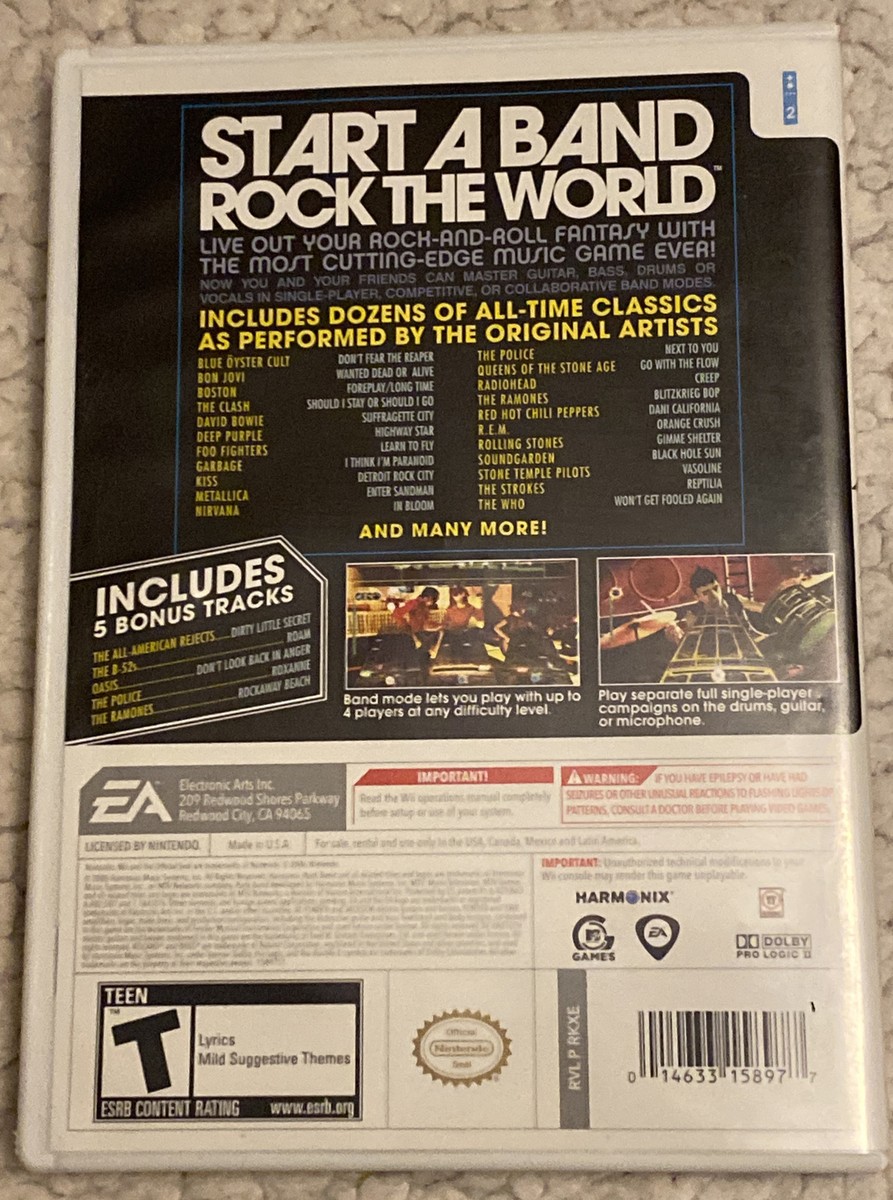 2
START A BAND
ROCK THE WORLD™
LIVE OUT YOUR ROCK-AND-ROLL FANTASY WITH
THE MOST CUTTING-EDGE MUSIC GAME EVER!
NOW YOU AND YOUR FRIENDS CAN MASTER GUITAR, BASS, DRUMS OR
VOCALS IN SINGLE-PLAYER, COMPETITIVE, OR COLLABORATIVE BAND MODES.
INCLUDES DOZENS OF ALL-TIME CLASSICS
AS PERFORMED BY THE ORIGINAL ARTISTS
BLUE ÖYSTER CULT DON'T FEAR THE REAPER
BON JOVI WANTED DEAD OR ALIVE
BOSTON FOREPLAY/LONG TIME
THE CLASH SHOULD I STAY OR SHOULD I GO
DAVID BOWIE SUFFRAGETTE CITY
DEEP PURPLE HIGHWAY STAR
FOO FIGHTERS LEARN TO FLY
GARBAGE I THINK I'M PARANOID
KISS DETROIT ROCK CITY
METALLICA ENTER SANDMAN
NIRVANA IN BLOOM
THE POLICE NEXT TO YOU
QUEENS OF THE STONE AGE GO WITH THE FLOW
RADIOHEAD CREEP
THE RAMONES BLITZKRIEG BOP
RED HOT CHILI PEPPERS DANI CALIFORNIA
R.E.M. ORANGE CRUSH
ROLLING STONES GIMME SHELTER
SOUNDGARDEN BLACK HOLE SUN
STONE TEMPLE PILOTS VASOLINE
THE STROKES REPTILIA
THE WHO WON'T GET FOOLED AGAIN
AND MANY MORE!
INCLUDES
5 BONUS TRACKS
THE ALL-AMERICAN REJECTS DIRTY LITTLE SECRET
THE B-52s ROAM
OASIS DON'T LOOK BACK IN ANGER
THE POLICE ROXANNE
THE RAMONES ROCKAWAY BEACH
Band mode lets you play with up to
4 players at any difficulty level.
Play separate full single-player
campaigns on the drums, guitar,
or microphone.
EA
Electronic Arts Inc.
209 Redwood Shores Parkway
Redwood City, CA 94065
IMPORTANT!
Read the Wii operations manual completely
before setup or use of your system.
WARNING: IF YOU HAVE EPILEPSY OR HAVE HAD
SEIZURES OR OTHER UNUSUAL REACTIONS TO FLASHING LIGHTS OR
PATTERNS, CONSULT A DOCTOR BEFORE PLAYING VIDEO GAMES.
LICENSED BY NINTENDO
Made in U.S.A.
For sale, rental and use only in the USA, Canada, Mexico and Latin America.
IMPORTANT: Unauthorized technical modifications to your
Wii console may render this game unplayable.
HARMONIX™
MTV
GAMES
EA
DOLBY
PRO LOGIC II
TEEN
T
™
Lyrics
Mild Suggestive Themes
ESRB CONTENT RATING www.esrb.org
Official
Nintendo
Seal
RVL P RKXE
0 14633 15897 7